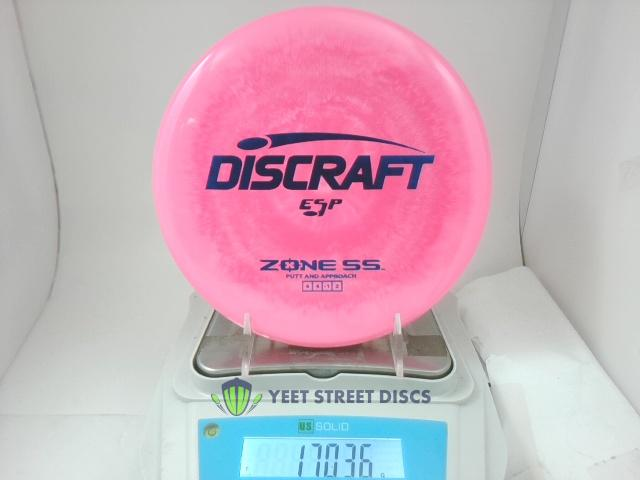 DISCRAFT
ESP
ZONE SS
PUTT AND APPROACH
4 4 -1 2
YEET STREET DISCS
US SOLID
170.36 g